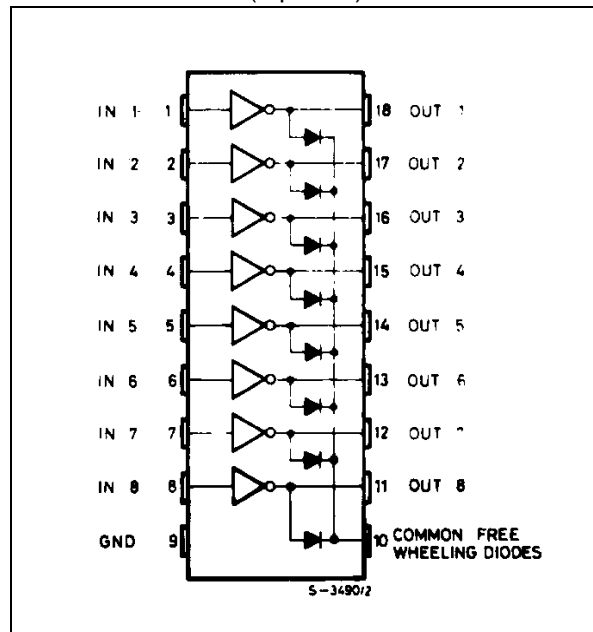 IN 1 1 18 OUT 1
IN 2 2 17 OUT 2
IN 3 3 16 OUT 3
IN 4 4 15 OUT 4
IN 5 5 14 OUT 5
IN 6 6 13 OUT 6
IN 7 7 12 OUT
IN 8 8 11 OUT 8
GND 9 10 COMMON FREE
WHEELING DIODES
S-3490/2